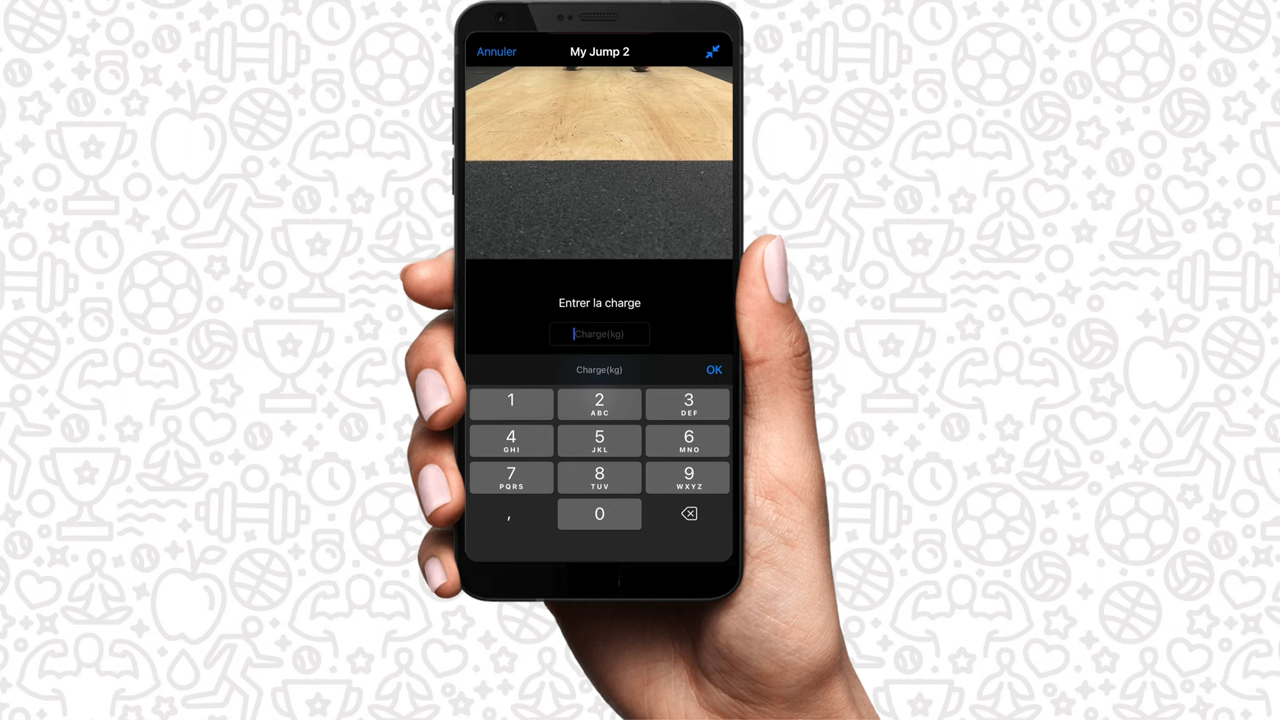 Annuler My Jump 2
Entrer la charge
Charge(kg)
Charge(kg) OK
1 2 ABC 3 DEF
4 GHI 5 JKL 6 MNO
7 PQRS 8 TUV 9 WXYZ
, 0